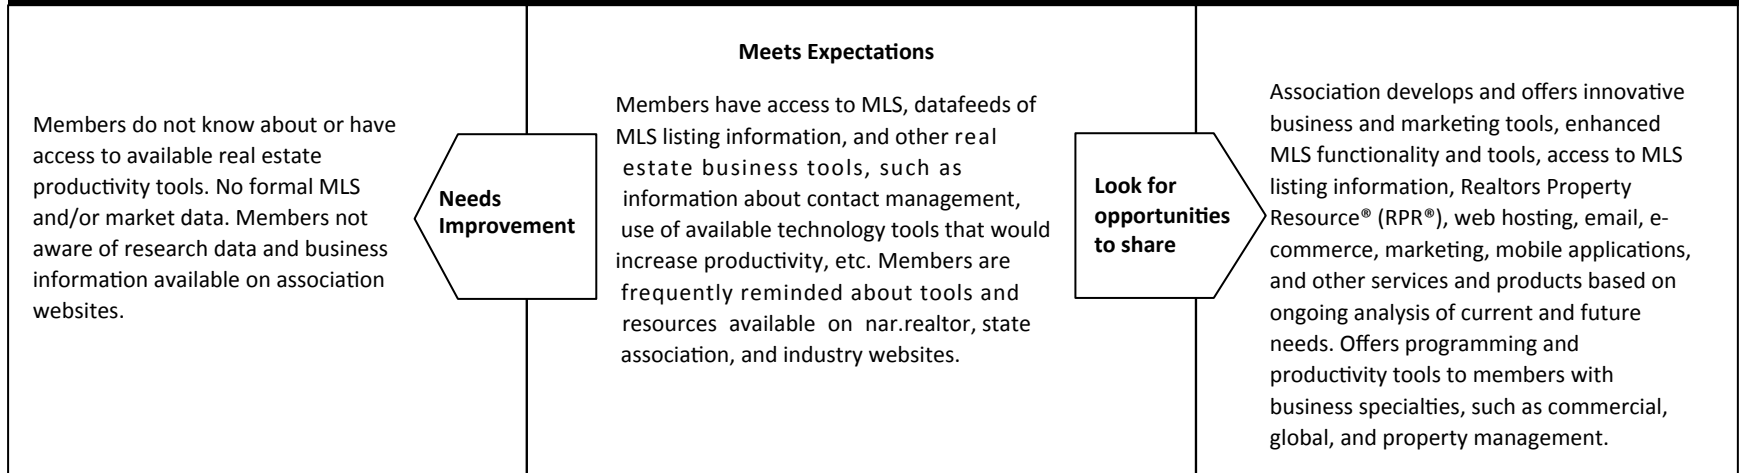 Members do not know about or have
access to available real estate
productivity tools. No formal MLS
and/or market data. Members not
aware of research data and business
information available on association
websites.
Needs
Improvement
Meets Expectations
Members have access to MLS, datafeeds of
MLS listing information, and other real
estate business tools, such as
information about contact management,
use of available technology tools that would
increase productivity, etc. Members are
frequently reminded about tools and
resources available on nar.realtor, state
association, and industry websites.
Look for
opportunities
to share
Association develops and offers innovative
business and marketing tools, enhanced
MLS functionality and tools, access to MLS
listing information, Realtors Property
Resource® (RPR®), web hosting, email, e-
commerce, marketing, mobile applications,
and other services and products based on
ongoing analysis of current and future
needs. Offers programming and
productivity tools to members with
business specialties, such as commercial,
global, and property management.